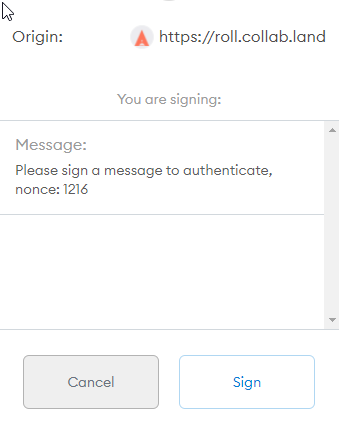 Origin: https://roll.collab.land
You are signing:
Message:
Please sign a message to authenticate,
nonce: 1216
Cancel Sign